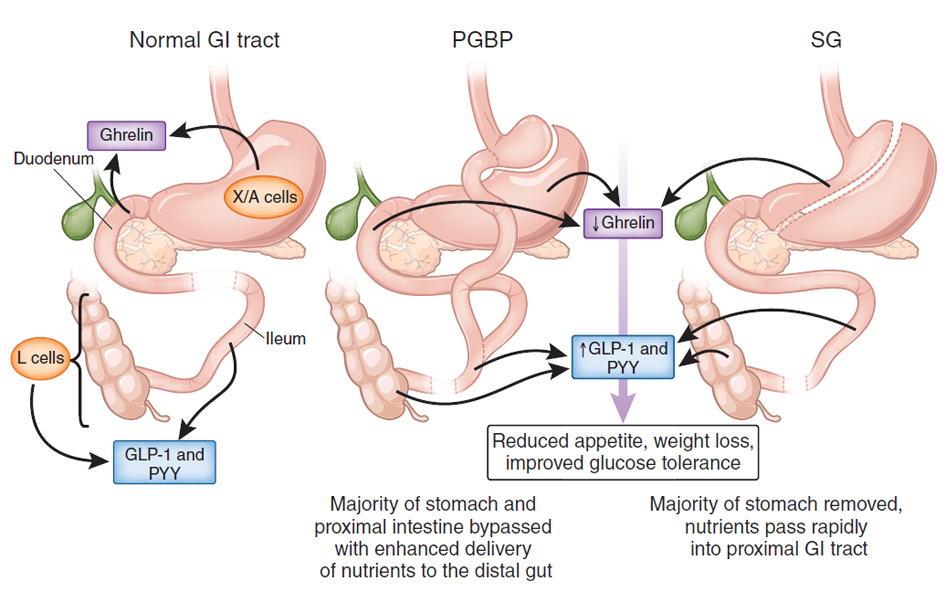 Normal GI tract
PGBP
SG
Ghrelin
Duodenum
X/A cells
Ileum
L cells
GLP-1 and
PYY
↓Ghrelin
↑GLP-1 and
PYY
Reduced appetite, weight loss,
improved glucose tolerance
Majority of stomach and
proximal intestine bypassed
with enhanced delivery
of nutrients to the distal gut
Majority of stomach removed,
nutrients pass rapidly
into proximal GI tract